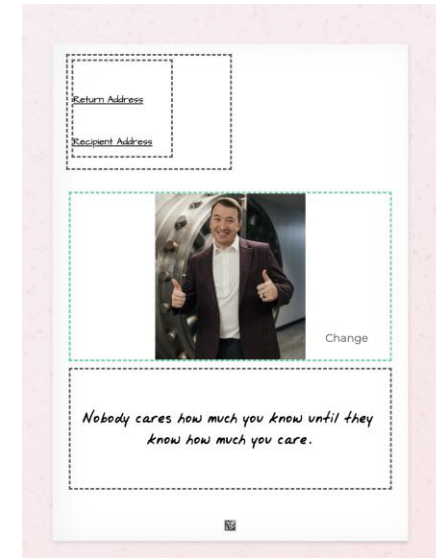 Return Address
Recipient Address
Change
Nobody cares how much you know until they
know how much you care.